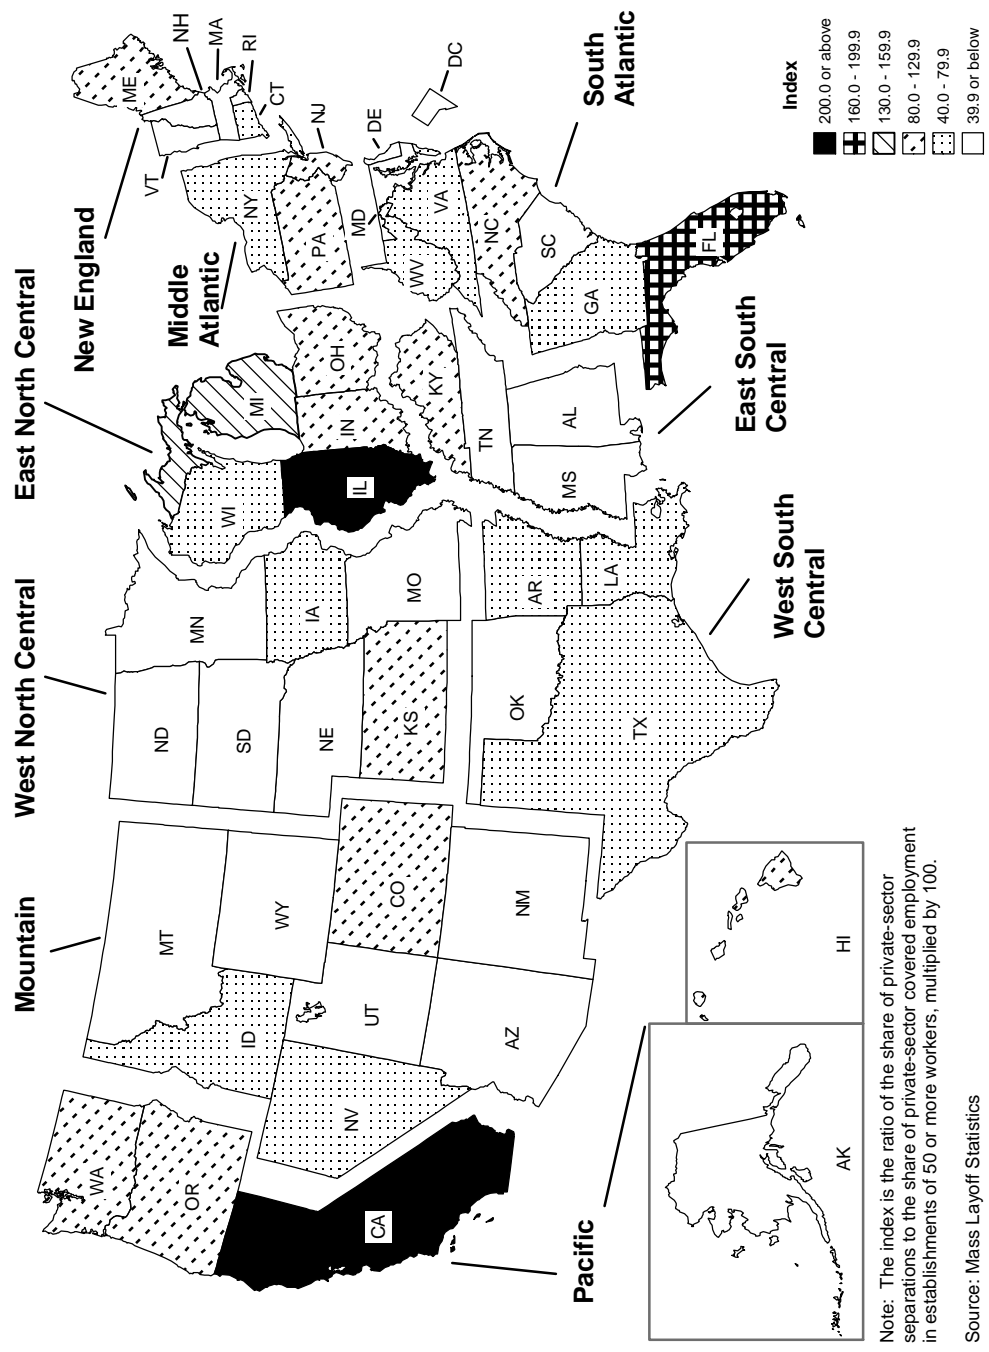 Mountain
West North Central
East North Central
New England
Middle
Atlantic
South
Atlantic
East South
Central
West South
Central
Pacific
WA
OR
CA
NV
ID
MT
WY
UT
AZ
CO
NM
ND
SD
NE
KS
OK
TX
MN
IA
MO
AR
LA
WI
MI
IL
IN
OH
KY
TN
MS
AL
ME
NH
VT
MA
RI
CT
NY
NJ
PA
DE
MD
DC
WV
VA
NC
SC
GA
FL
AK
HI
Index
200.0 or above
160.0 - 199.9
130.0 - 159.9
80.0 - 129.9
40.0 - 79.9
39.9 or below
Note: The index is the ratio of the share of private-sector
separations to the share of private-sector covered employment
in establishments of 50 or more workers, multiplied by 100.
Source: Mass Layoff Statistics